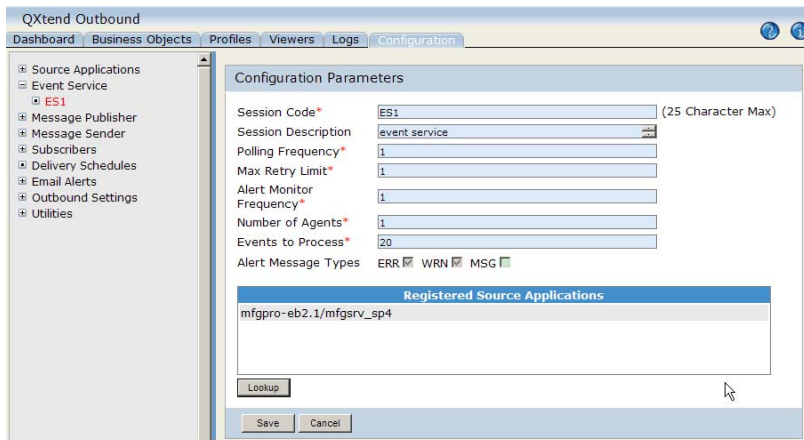 QXtend Outbound
Dashboard Business Objects Profiles Viewers Logs Configuration
Source Applications
Event Service
ES1
Message Publisher
Message Sender
Subscribers
Delivery Schedules
Email Alerts
Outbound Settings
Utilities
Configuration Parameters
Session Code* ES1 (25 Character Max)
Session Description event service
Polling Frequency* 1
Max Retry Limit* 1
Alert Monitor
Frequency* 1
Number of Agents* 1
Events to Process* 20
Alert Message Types ERR WRN MSG
Registered Source Applications
mfgpro-eb2.1/mfgsrv_sp4
Lookup
Save Cancel